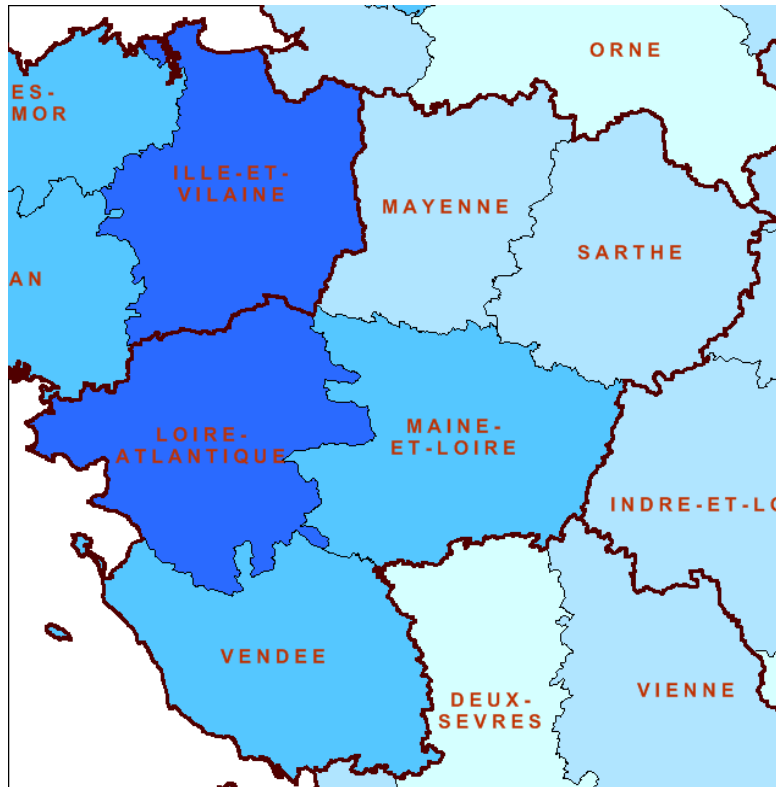 ORNE
ES-
MOR
ILLE-ET-
VILAINE
MAYENNE
SARTHE
AN
LOIRE-
ATLANTIQUE
MAINE-
ET-LOIRE
INDRE-ET-LO
VENDEE
DEUX-
SEVRES
VIENNE